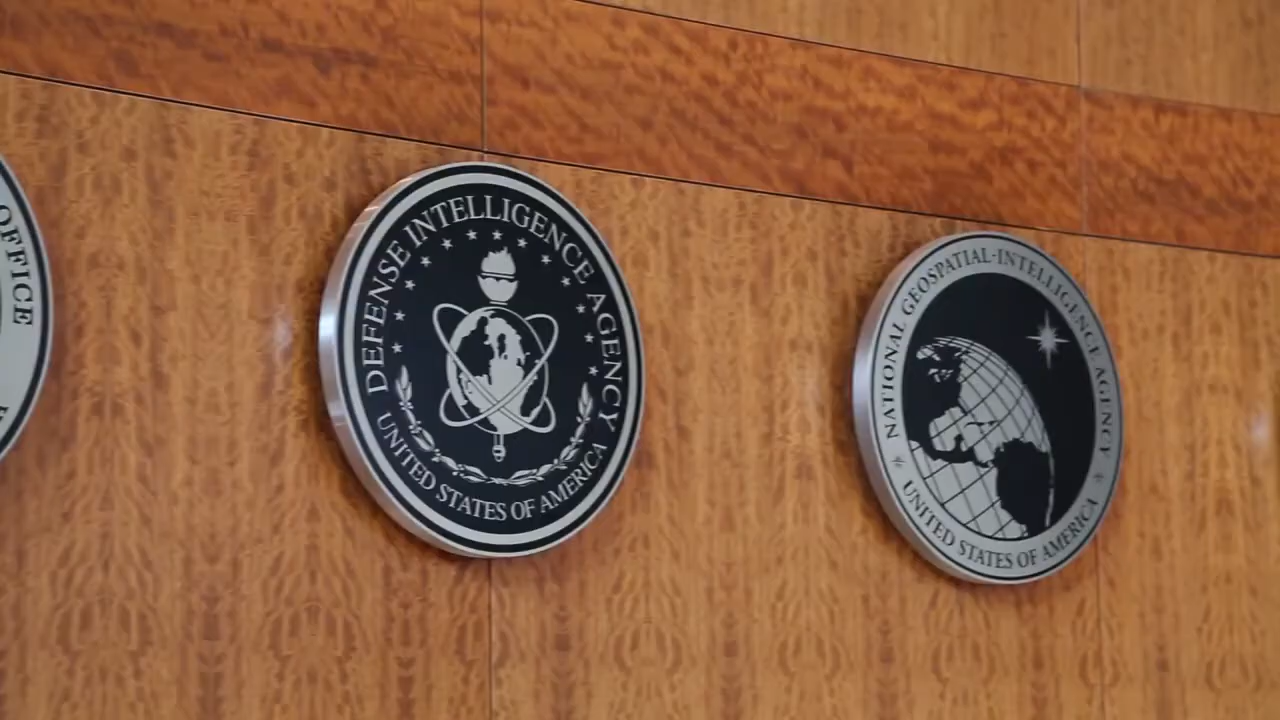 OFFICE
DEFENSE INTELLIGENCE AGENCY
UNITED STATES OF AMERICA
NATIONAL GEOSPATIAL-INTELLIGENCE AGENCY
UNITED STATES OF AMERICA